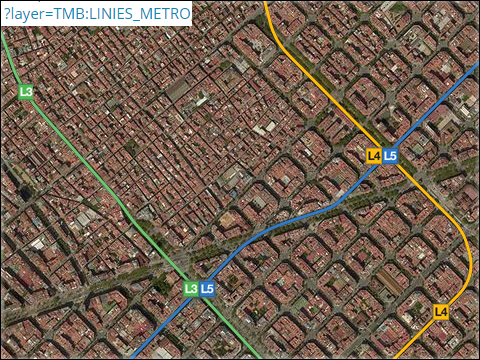 ?layer=TMB:LINIES_METRO
L3
L4 L5
L3 L5
L4